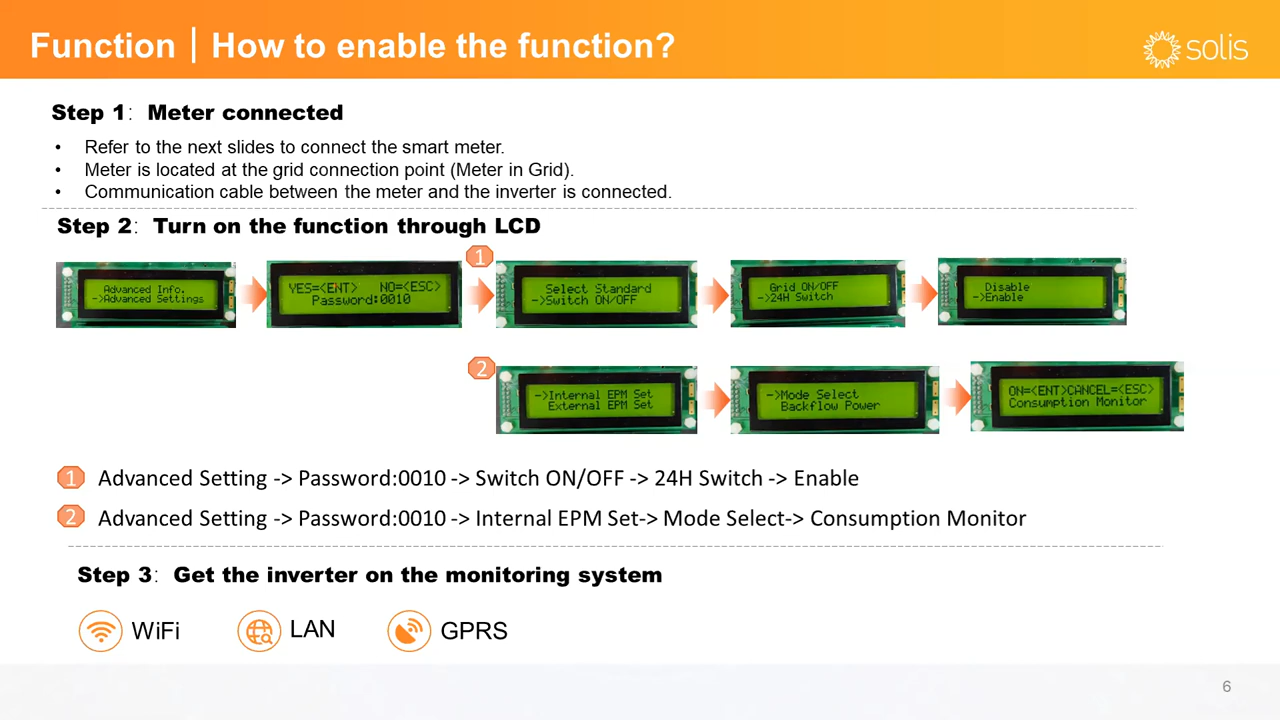 Function | How to enable the function?
solis
Step 1: Meter connected
• Refer to the next slides to connect the smart meter.
• Meter is located at the grid connection point (Meter in Grid).
• Communication cable between the meter and the inverter is connected.
Step 2: Turn on the function through LCD
1
Advanced Info.
->Advanced Settings
YES=<ENT> NO=<ESC>
Password:0010
Select Standard
->Switch ON/OFF
Grid ON/OFF
->24H Switch
Disable
->Enable
2
->Internal EPM Set
External EPM Set
->Mode Select
Backflow Power
ON=<ENT>CANCEL=<ESC>
Consumption Monitor
1 Advanced Setting -> Password:0010 -> Switch ON/OFF -> 24H Switch -> Enable
2 Advanced Setting -> Password:0010 -> Internal EPM Set-> Mode Select-> Consumption Monitor
Step 3: Get the inverter on the monitoring system
WiFi LAN GPRS
6